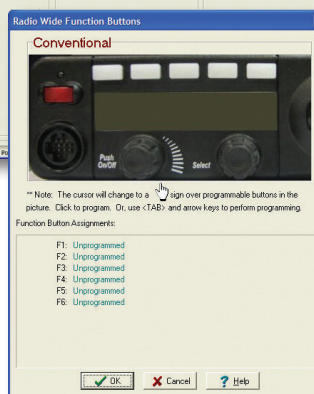 Radio Wide Function Buttons
Conventional
Push
On/Off
Select
** Note: The cursor will change to a sign over programmable buttons in the
picture. Click to program. Or, use <TAB> and arrow keys to perform programming.
Function Button Assignments:
F1: Unprogrammed
F2: Unprogrammed
F3: Unprogrammed
F4: Unprogrammed
F5: Unprogrammed
F6: Unprogrammed
OK
Cancel
? Help